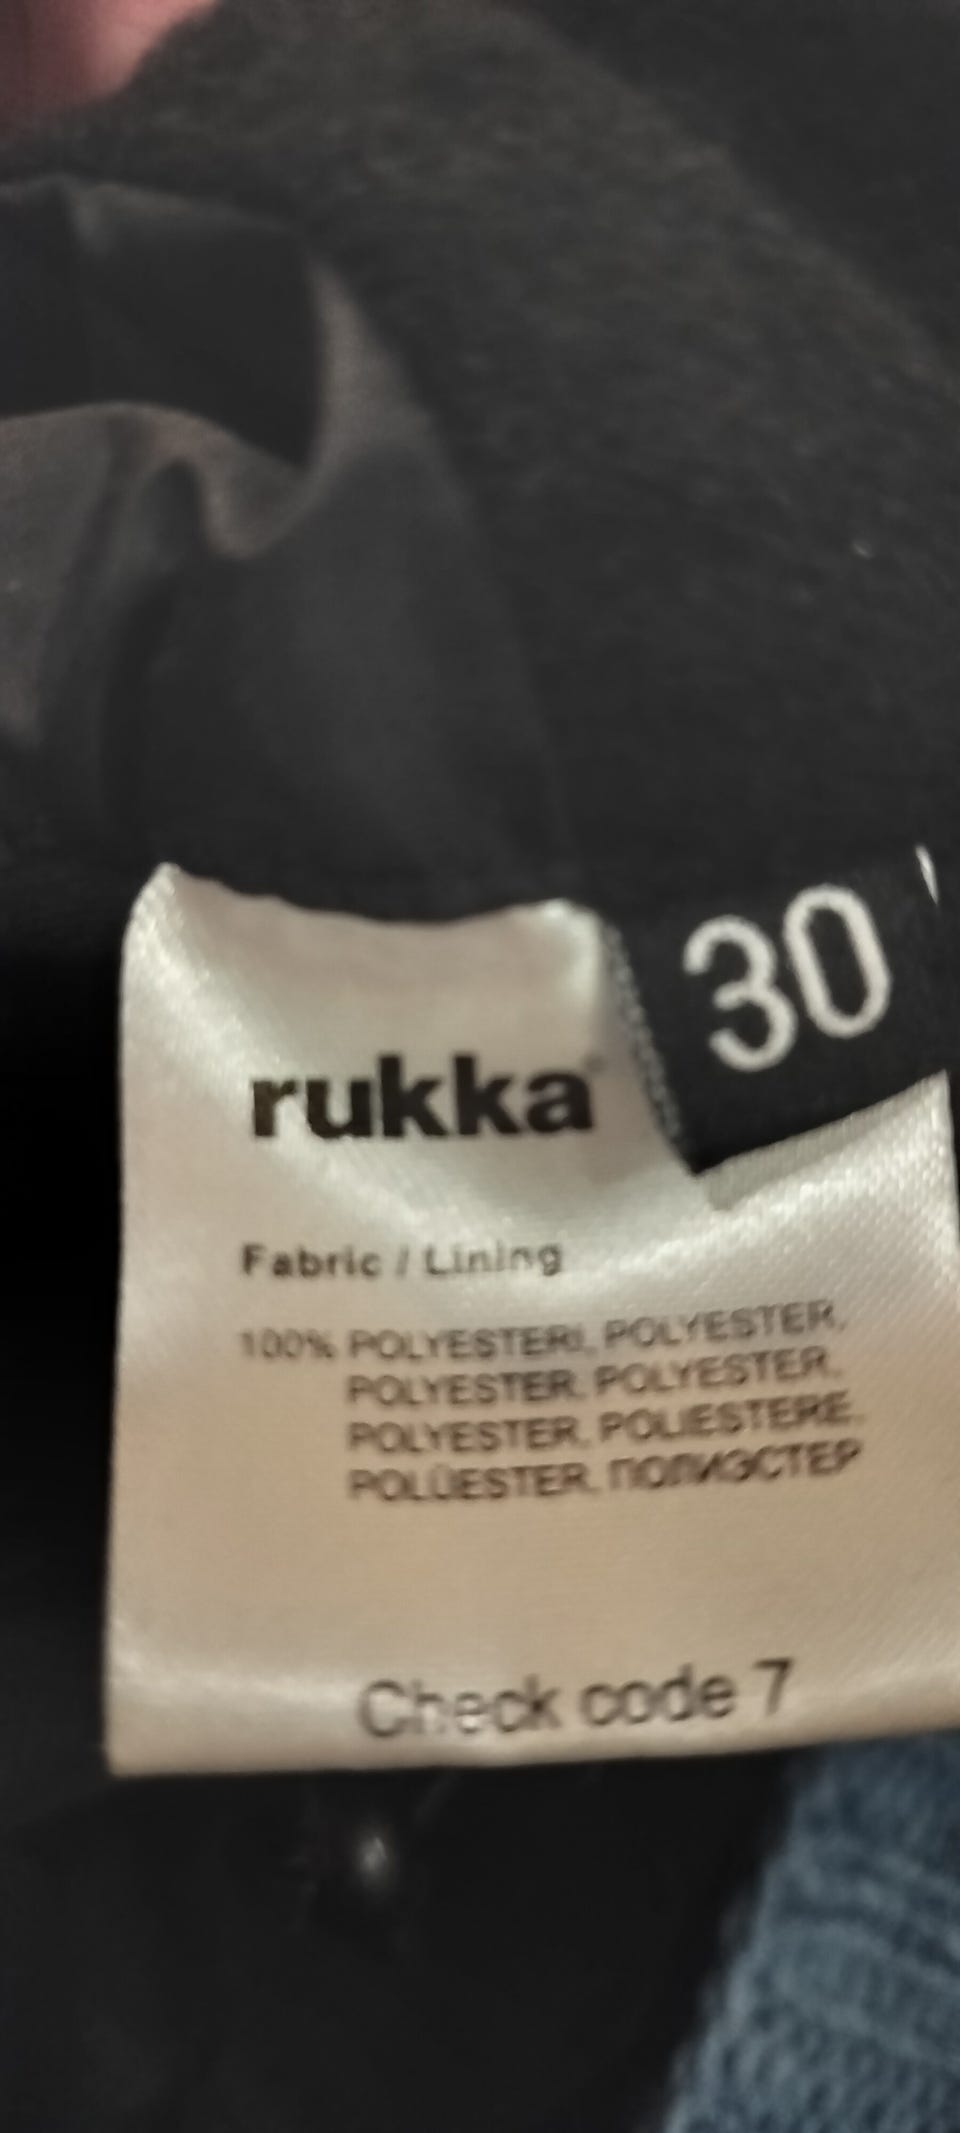 30
rukka
Fabric / Lining
100% POLYESTERI, POLYESTER,
POLYESTER, POLYESTER,
POLYESTER, POLIESTERE,
POLÜESTER, ПОЛИЭСТЕР
Check code 7